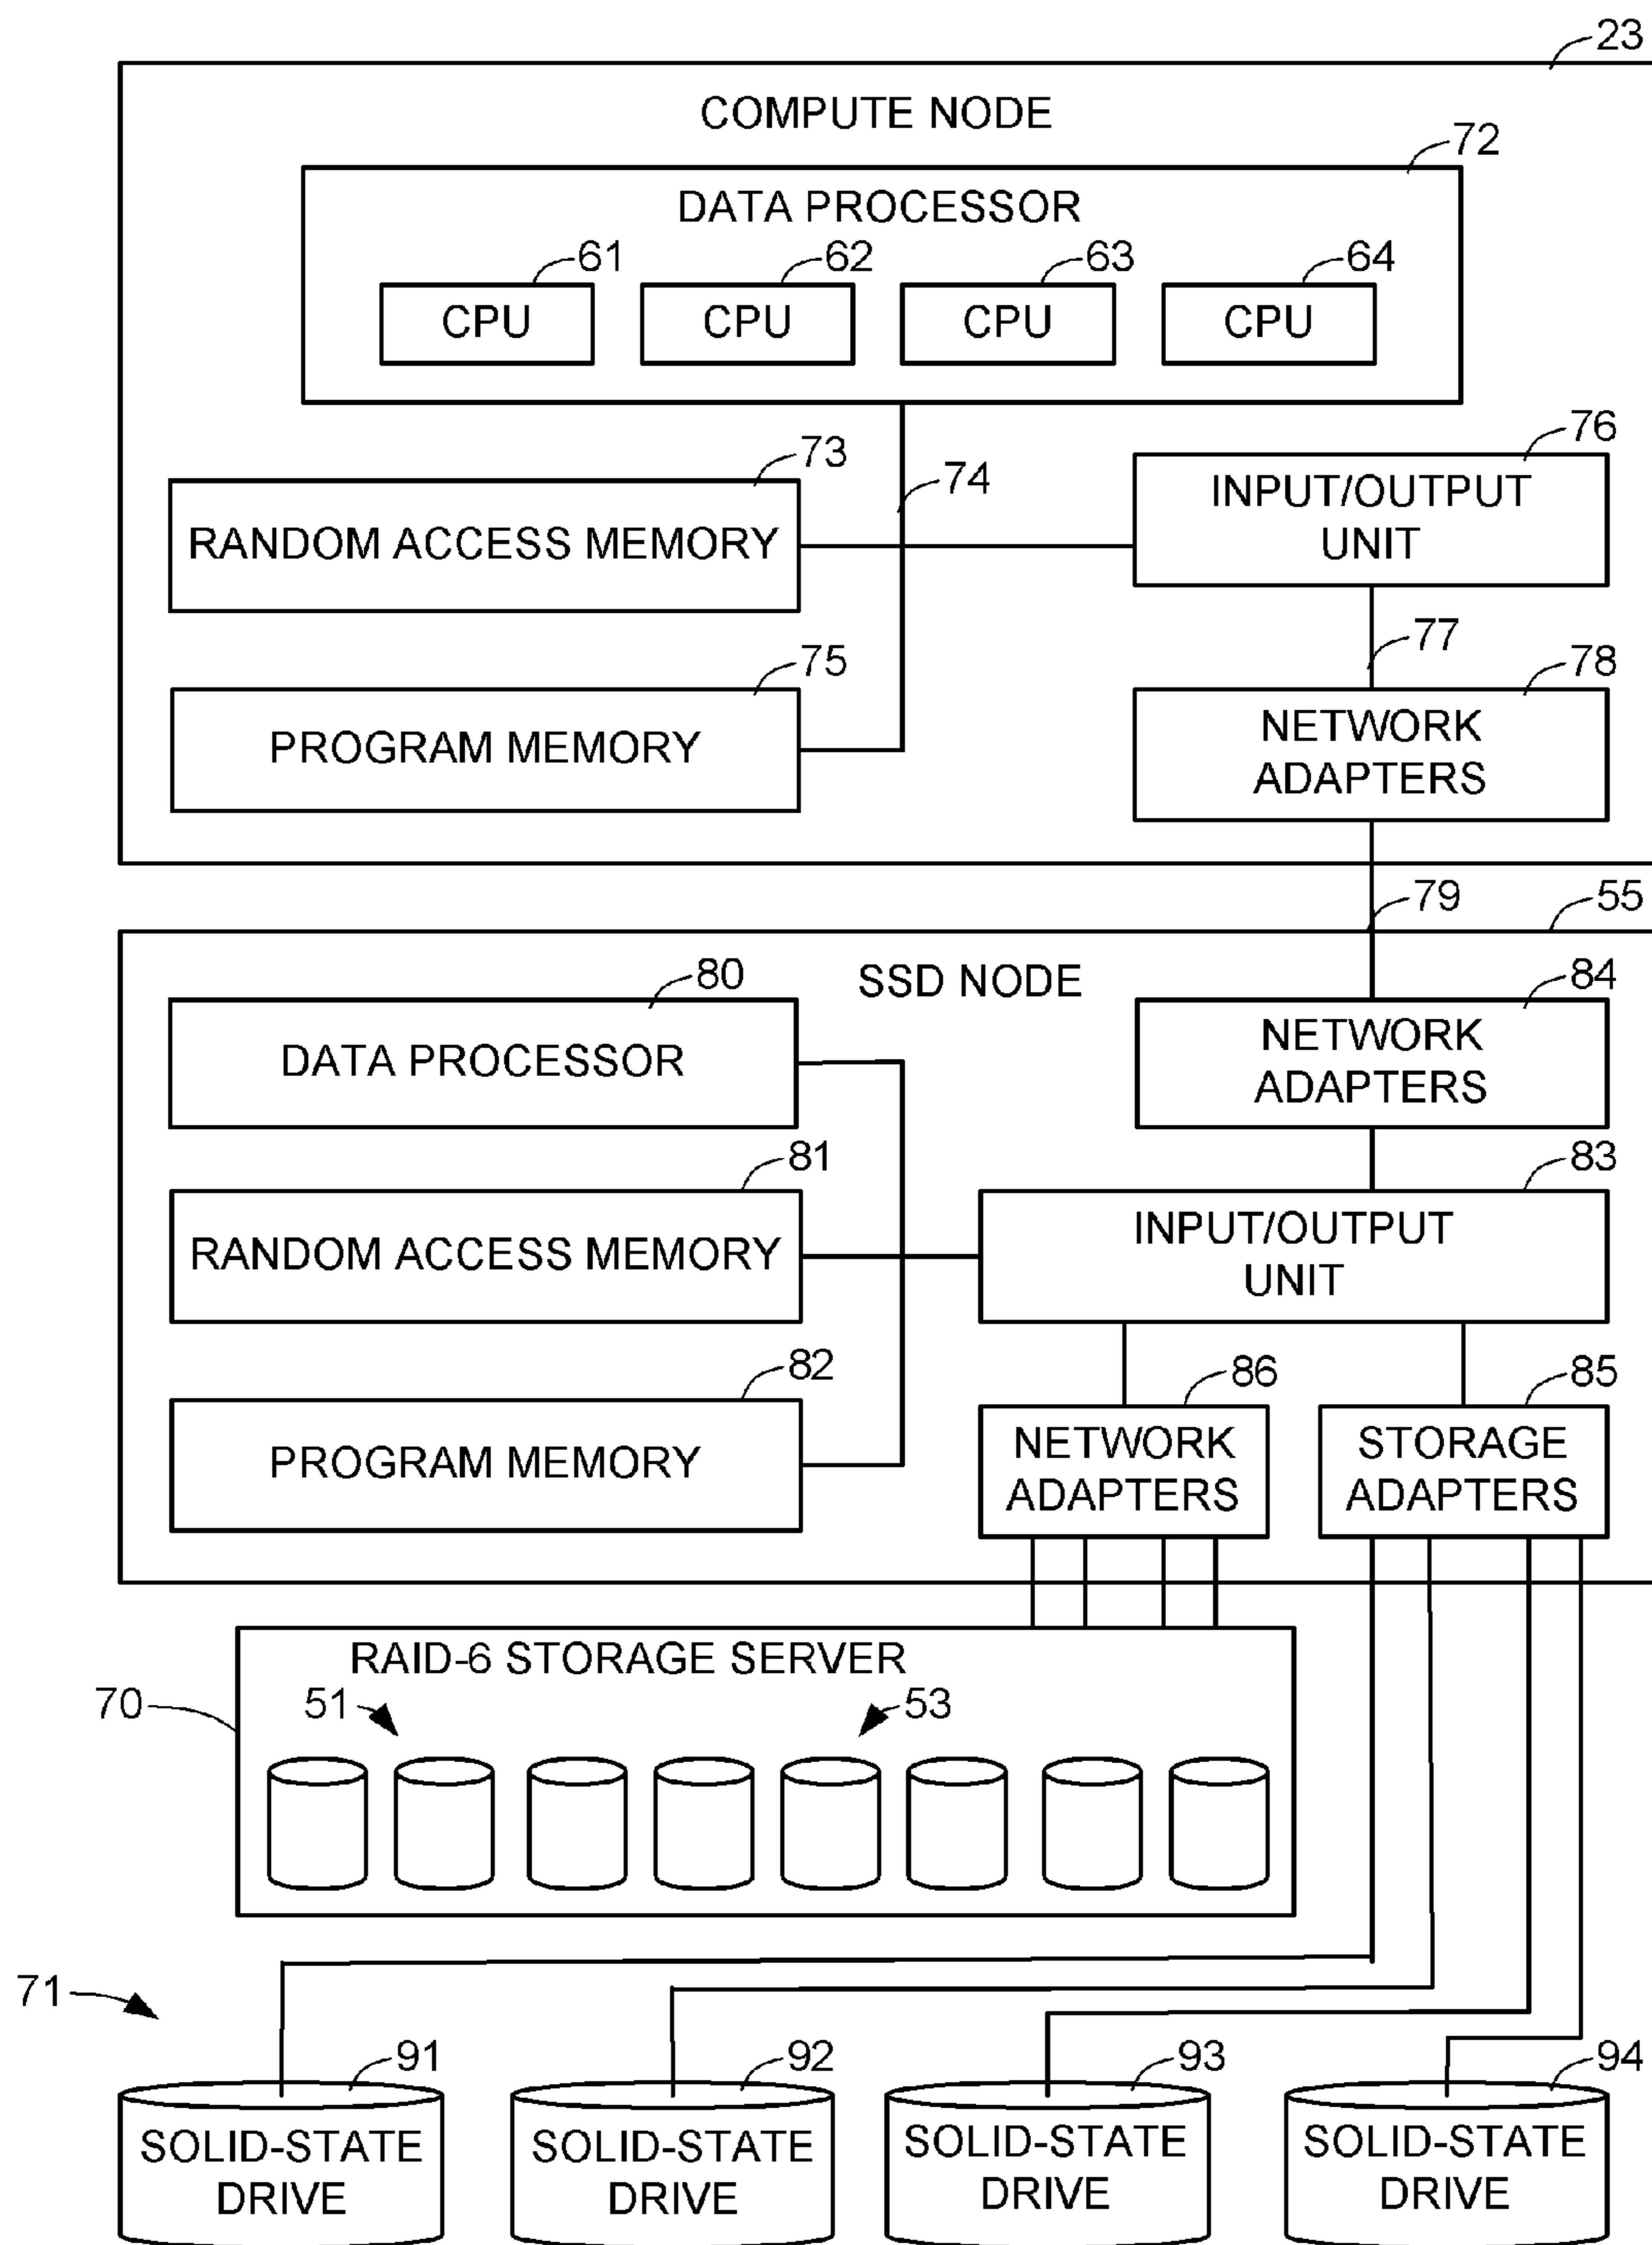 23
COMPUTE NODE
72
DATA PROCESSOR
61
62
63
64
CPU
CPU
CPU
CPU
73
74
76
RANDOM ACCESS MEMORY
INPUT/OUTPUT
UNIT
77
75
78
PROGRAM MEMORY
NETWORK
ADAPTERS
79
55
80
SSD NODE
84
DATA PROCESSOR
NETWORK
ADAPTERS
81
83
RANDOM ACCESS MEMORY
INPUT/OUTPUT
UNIT
82
86
85
PROGRAM MEMORY
NETWORK
ADAPTERS
STORAGE
ADAPTERS
RAID-6 STORAGE SERVER
70
51
53
71
91
92
93
94
SOLID-STATE
DRIVE
SOLID-STATE
DRIVE
SOLID-STATE
DRIVE
SOLID-STATE
DRIVE